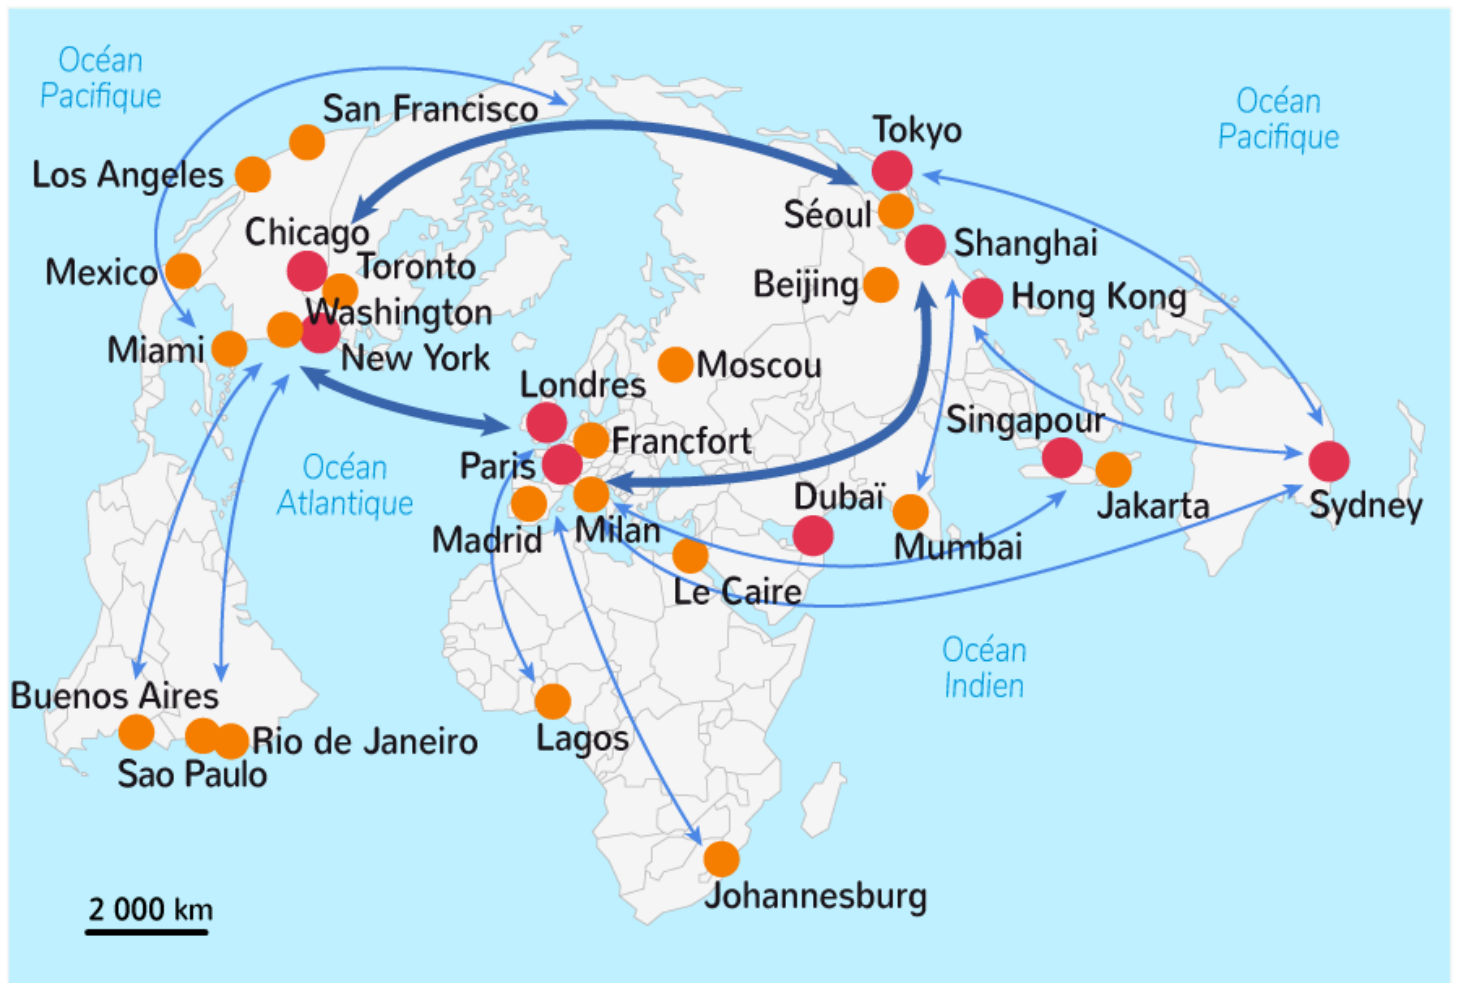 Océan
Pacifique
San Francisco
Océan
Pacifique
Tokyo
Los Angeles
Séoul
Chicago
Shanghai
Toronto
Mexico
Beijing
Hong Kong
Washington
Miami
New York
Moscou
Londres
Singapour
Francfort
Paris
Océan
Atlantique
Dubaï
Jakarta
Sydney
Madrid
Milan
Mumbai
Le Caire
Océan
Indien
Buenos Aires
Rio de Janeiro
Lagos
Sao Paulo
Johannesburg
2 000 km